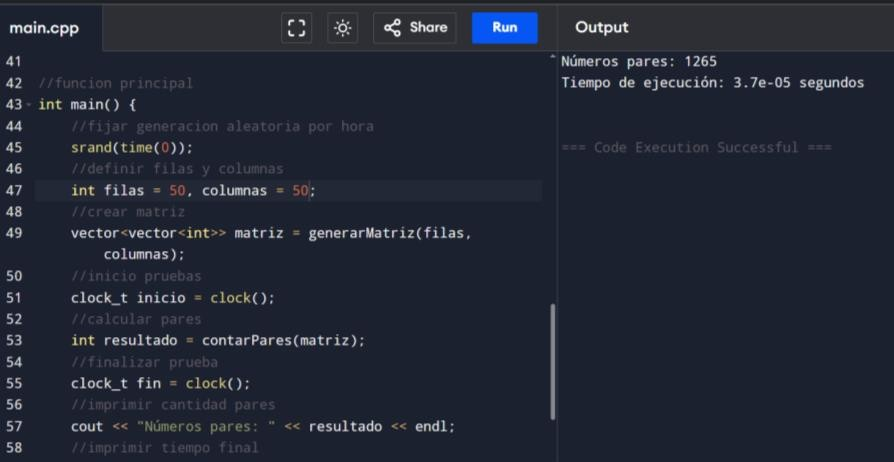 main.cpp
Share
Run
Output
41
42 //funcion principal
43 int main() {
44 //fijar generacion aleatoria por hora
45 srand(time(0));
46 //definir filas y columnas
47 int filas = 50, columnas = 50;
48 //crear matriz
49 vector<vector<int>> matriz = generarMatriz(filas,
columnas);
50 //inicio pruebas
51 clock_t inicio = clock();
52 //calcular pares
53 int resultado = contarPares(matriz);
54 //finalizar prueba
55 clock_t fin = clock();
56 //imprimir cantidad pares
57 cout << "Números pares: " << resultado << endl;
58 //imprimir tiempo final
Números pares: 1265
Tiempo de ejecución: 3.7e-05 segundos
=== Code Execution Successful ===